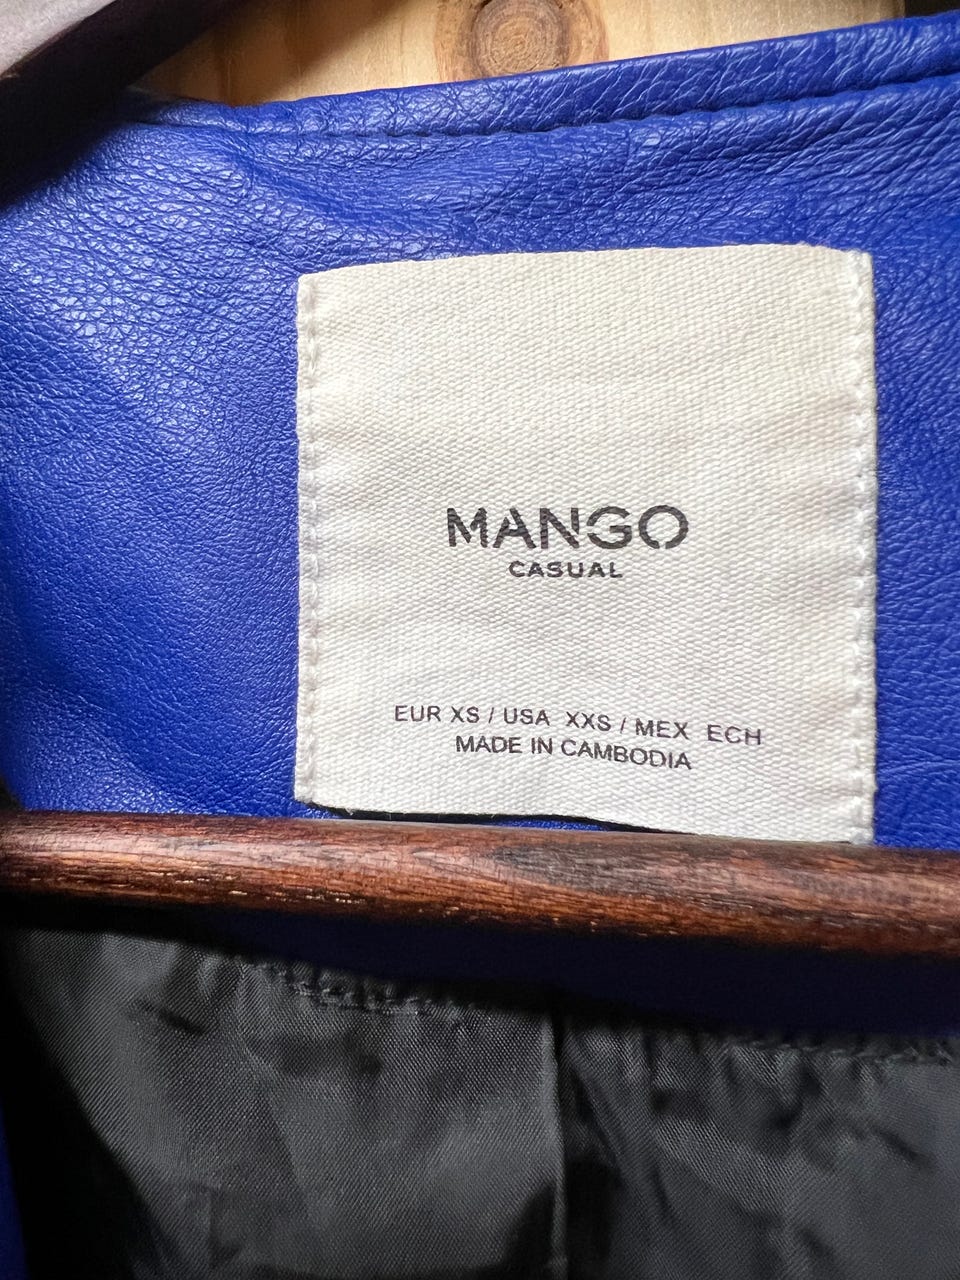 MANGO
CASUAL
EUR XS / USA XXS / MEX ECH
MADE IN CAMBODIA